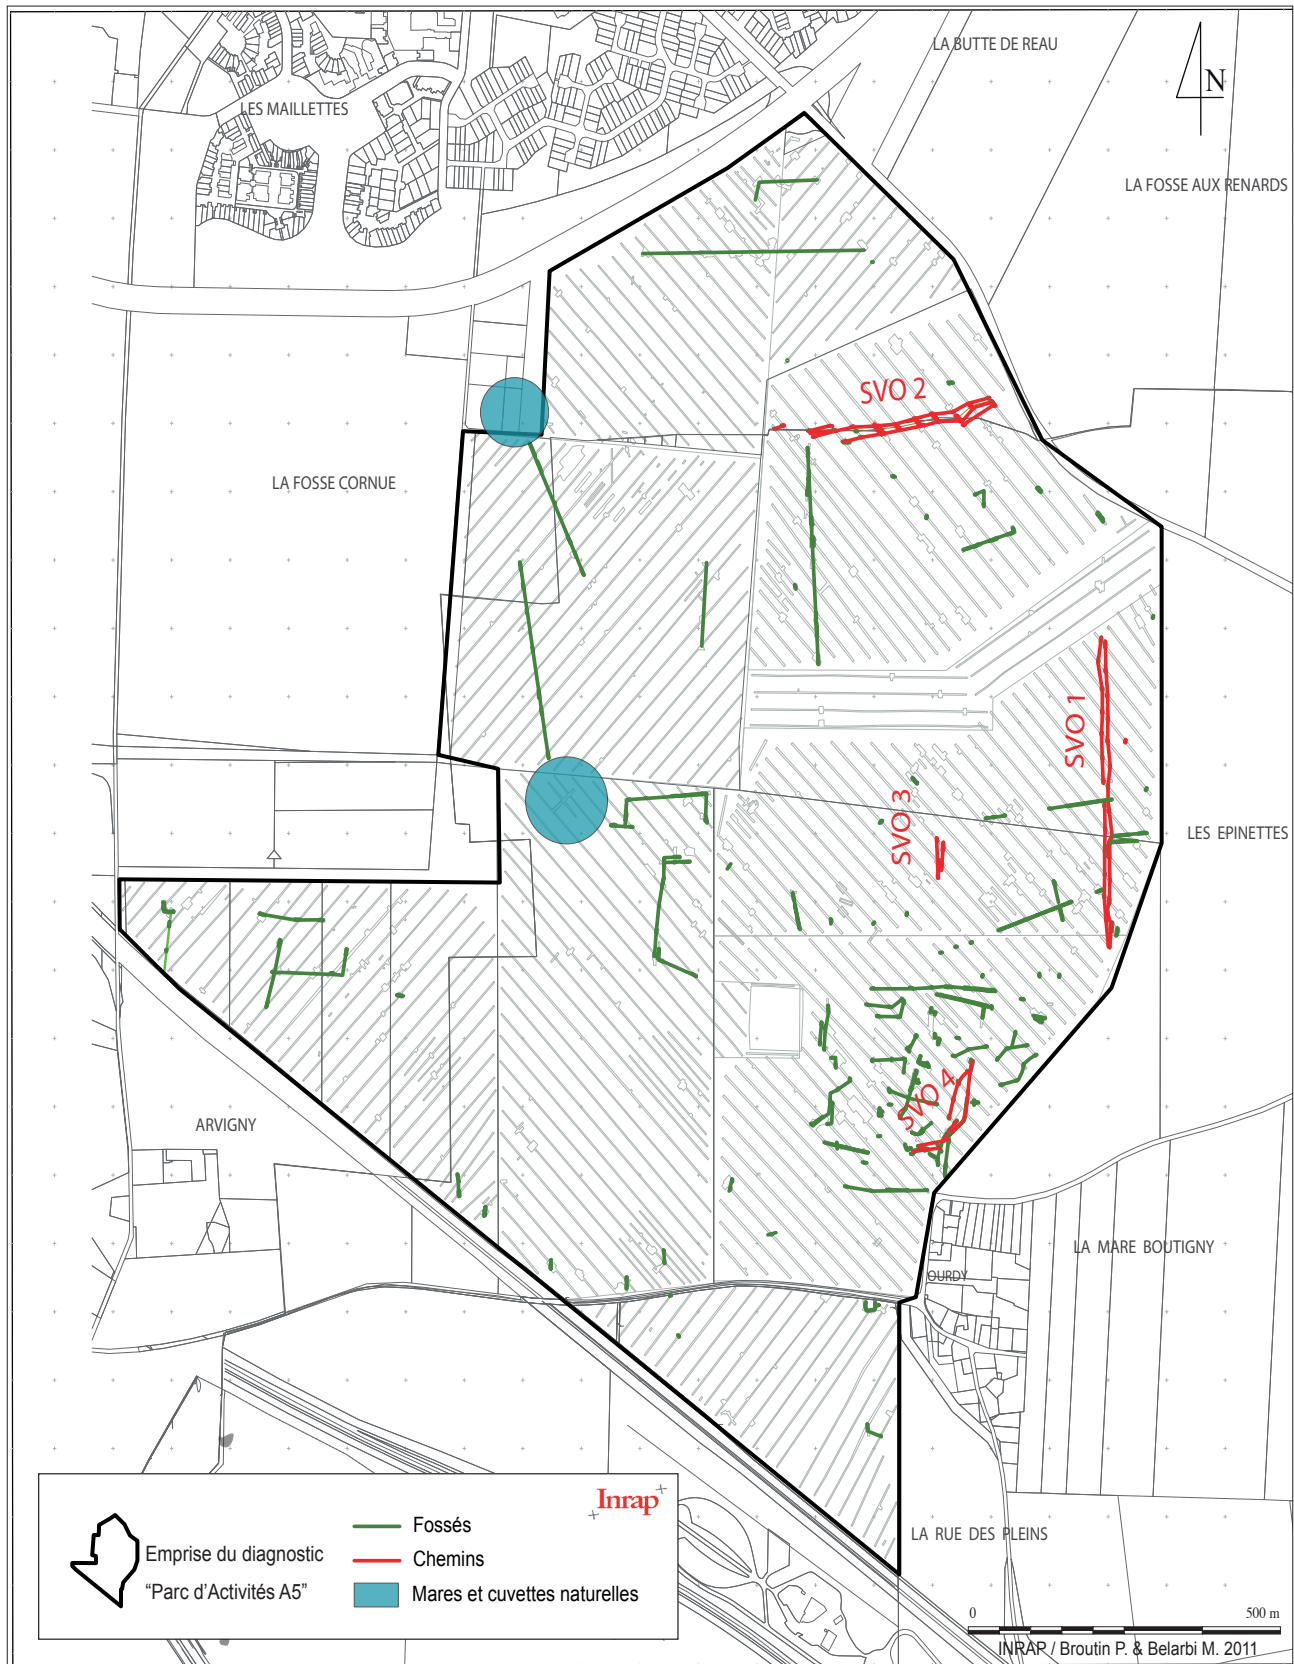 LA BUTTE DE REAU
N
LES MAILLETTES
LA FOSSE AUX RENARDS
SVO 2
LA FOSSE CORNUE
SVO 1
SVO 3
LES EPINETTES
SVO 4
ARVIGNY
LA MARE BOUTIGNY
OURDY
Inrap
Fossés
Emprise du diagnostic
"Parc d'Activités A5"
Chemins
Mares et cuvettes naturelles
LA RUE DES PLEINS
0 500 m
INRAP / Broutin P. & Belarbi M. 2011